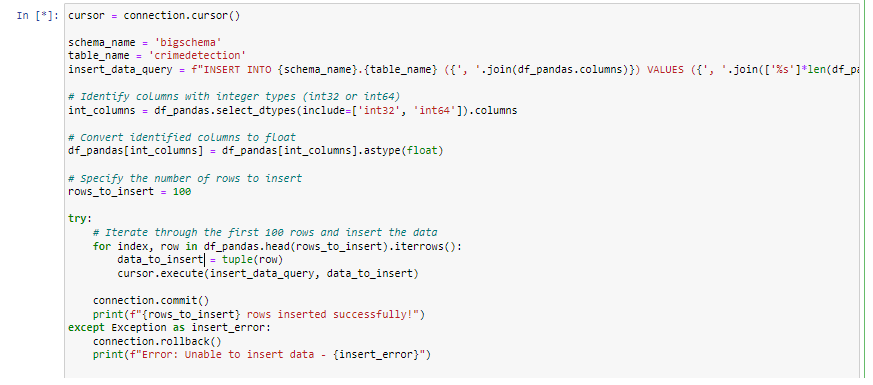 In [*]: cursor = connection.cursor()
schema_name = 'bigschema'
table_name = 'crimedetection'
insert_data_query = f"INSERT INTO {schema_name}.{table_name} ({', '.join(df_pandas.columns)}) VALUES ({', '.join(['%s']*len(df_pa
# Identify columns with integer types (int32 or int64)
int_columns = df_pandas.select_dtypes(include=['int32', 'int64']).columns
# Convert identified columns to float
df_pandas[int_columns] = df_pandas[int_columns].astype(float)
# Specify the number of rows to insert
rows_to_insert = 100
try:
# Iterate through the first 100 rows and insert the data
for index, row in df_pandas.head(rows_to_insert).iterrows():
data_to_insert = tuple(row)
cursor.execute(insert_data_query, data_to_insert)
connection.commit()
print(f"{rows_to_insert} rows inserted successfully!")
except Exception as insert_error:
connection.rollback()
print(f"Error: Unable to insert data - {insert_error}")